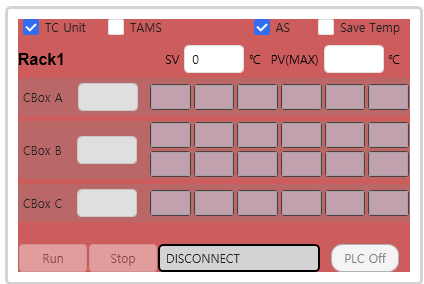 TC Unit TAMS AS Save Temp
Rack1 SV 0 ℃ PV(MAX) ℃
CBox A
CBox B
CBox C
Run Stop DISCONNECT PLC Off